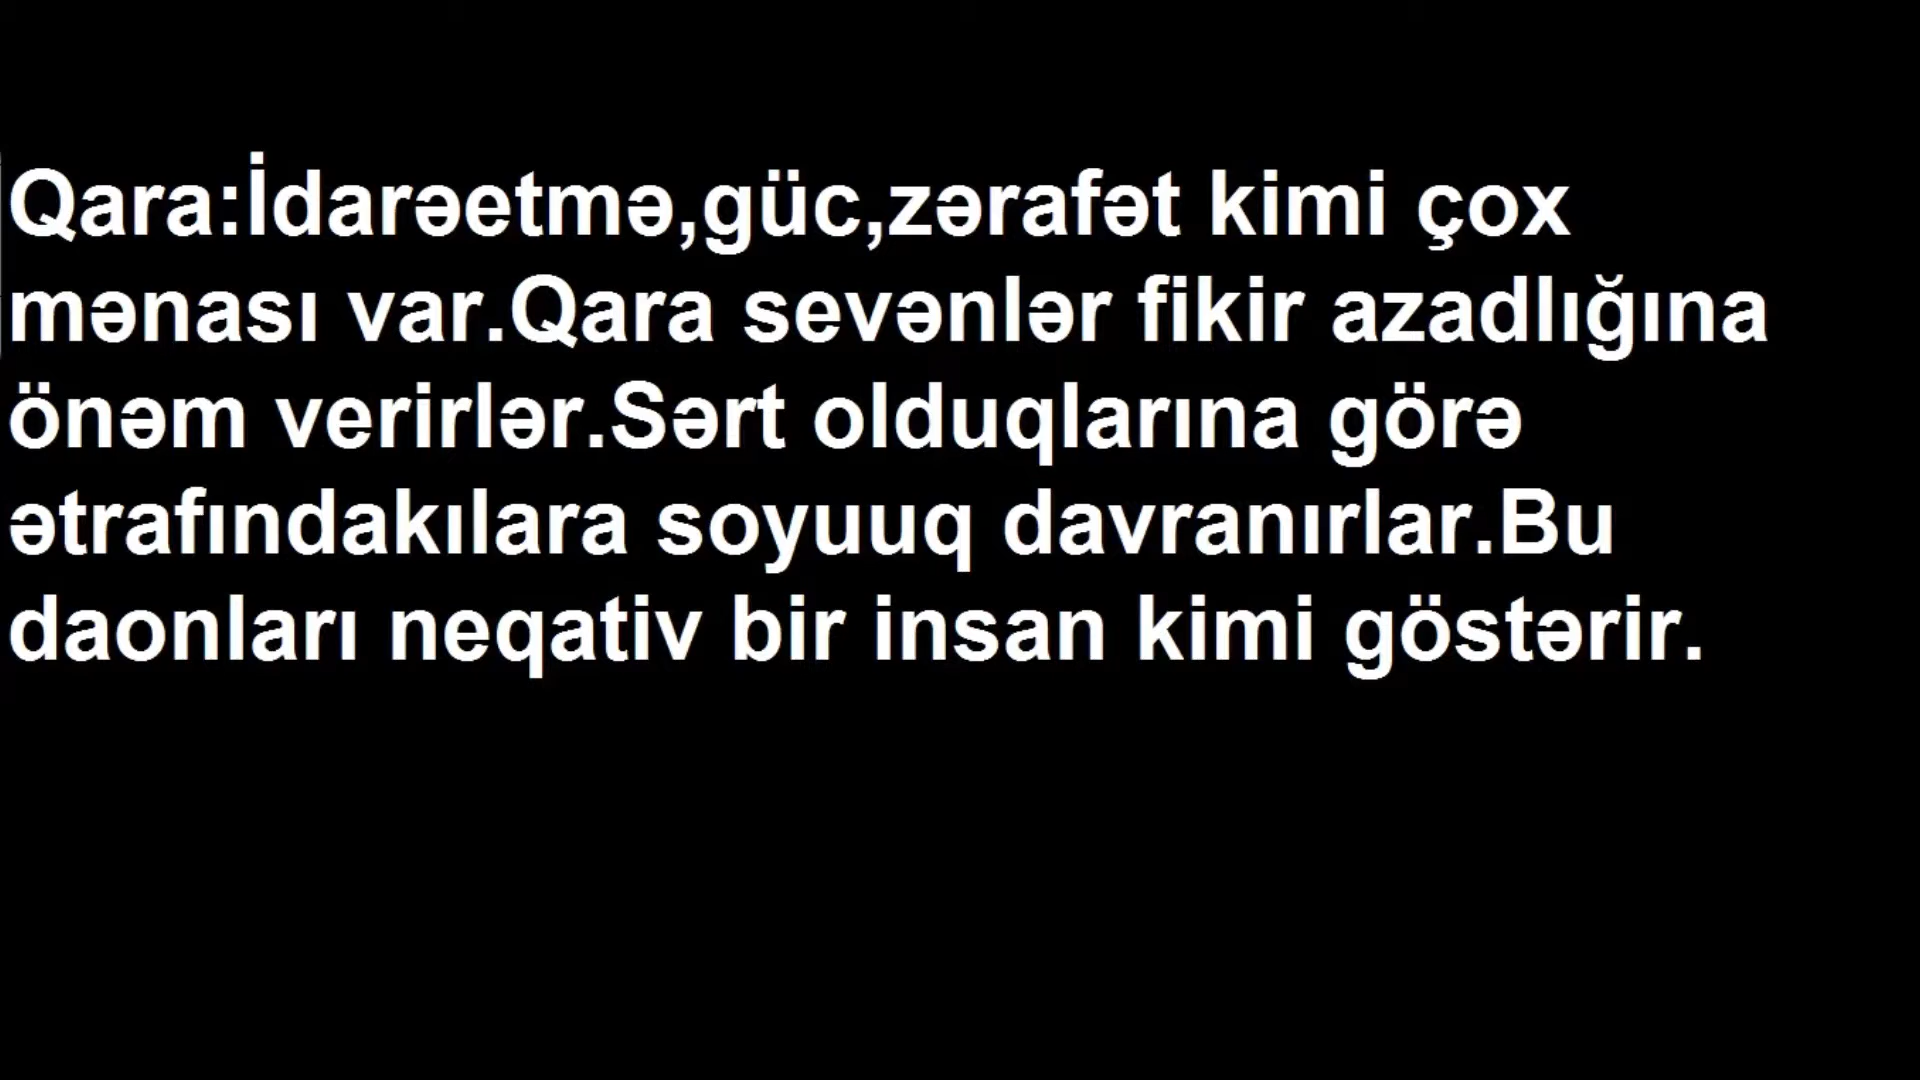 Qara:İdarəetmə,güc,zərafət kimi çox
mənası var.Qara sevənlər fikir azadlığına
önəm verirlər.Sərt olduqlarına görə
ətrafındakılara soyuuq davranırlar.Bu
daonları neqativ bir insan kimi göstərir.